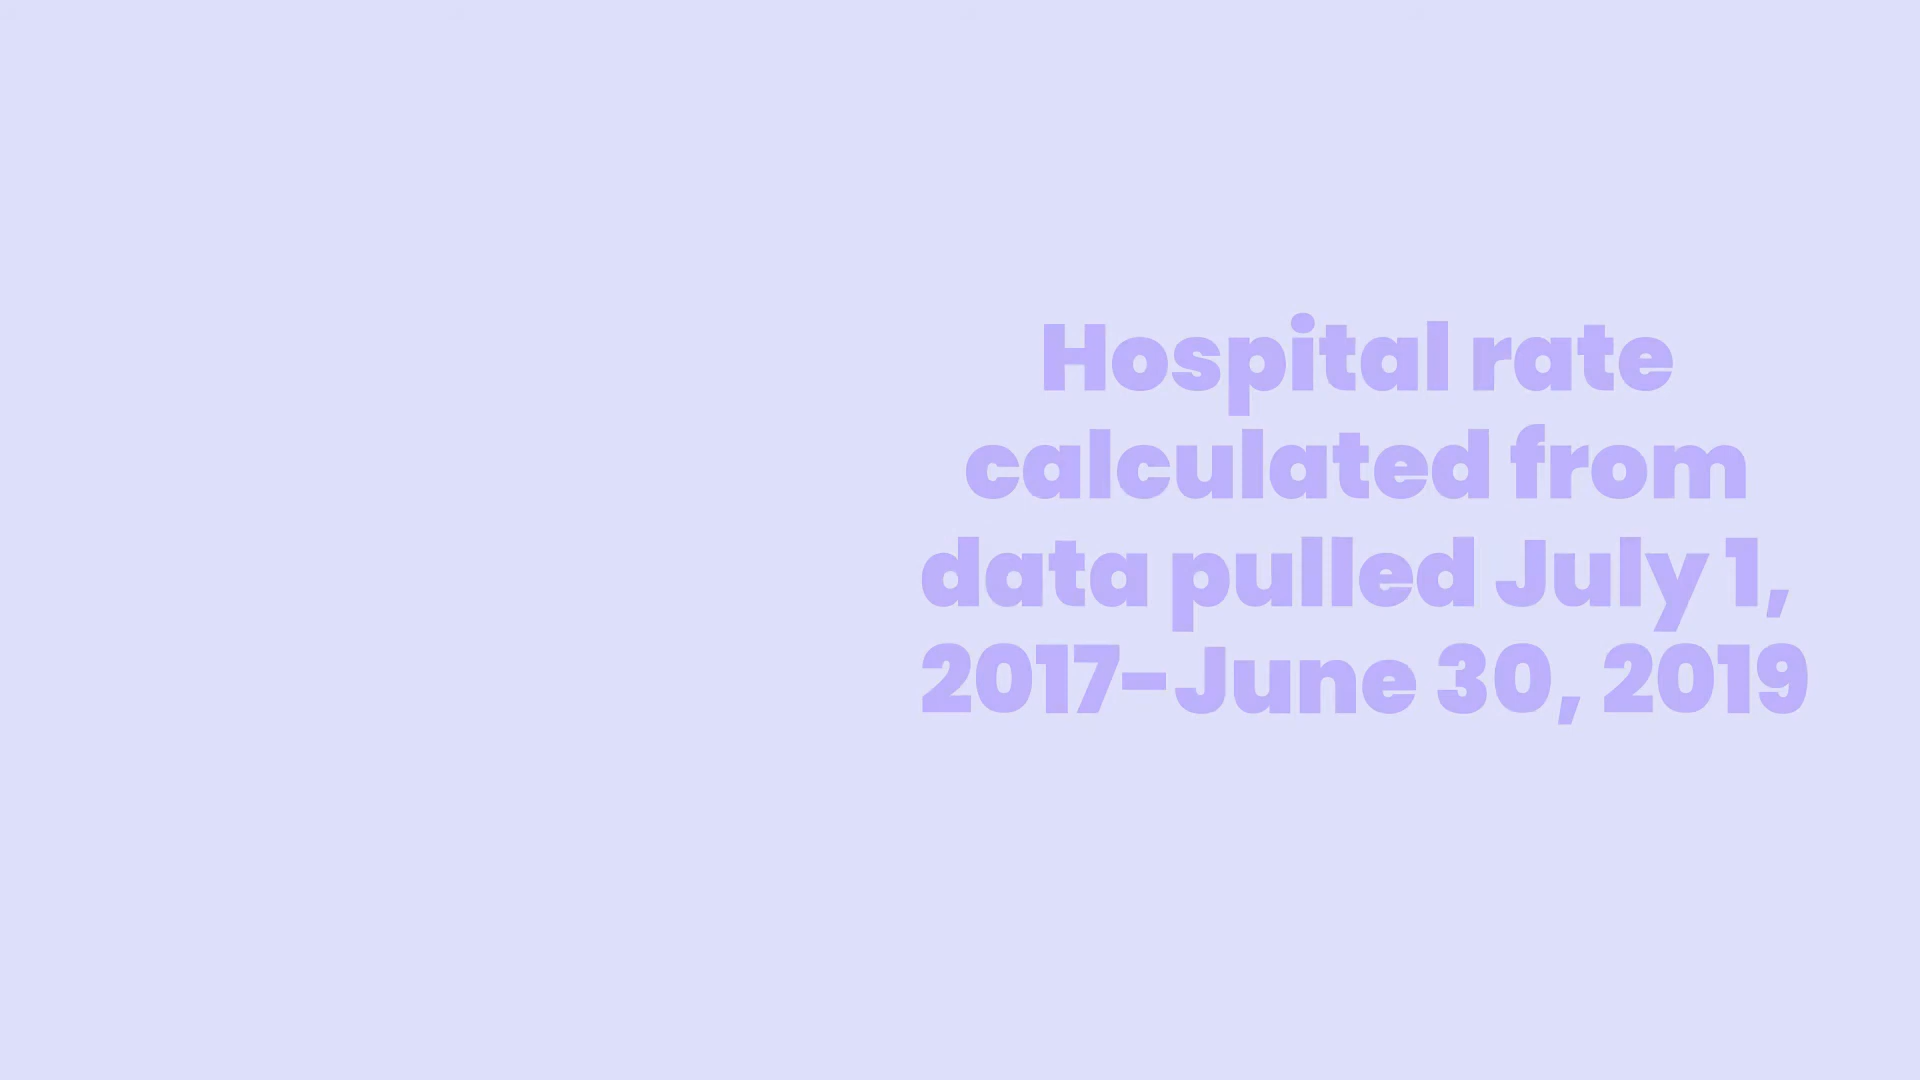 Hospital rate
calculated from
data pulled July 1,
2017–June 30, 2019